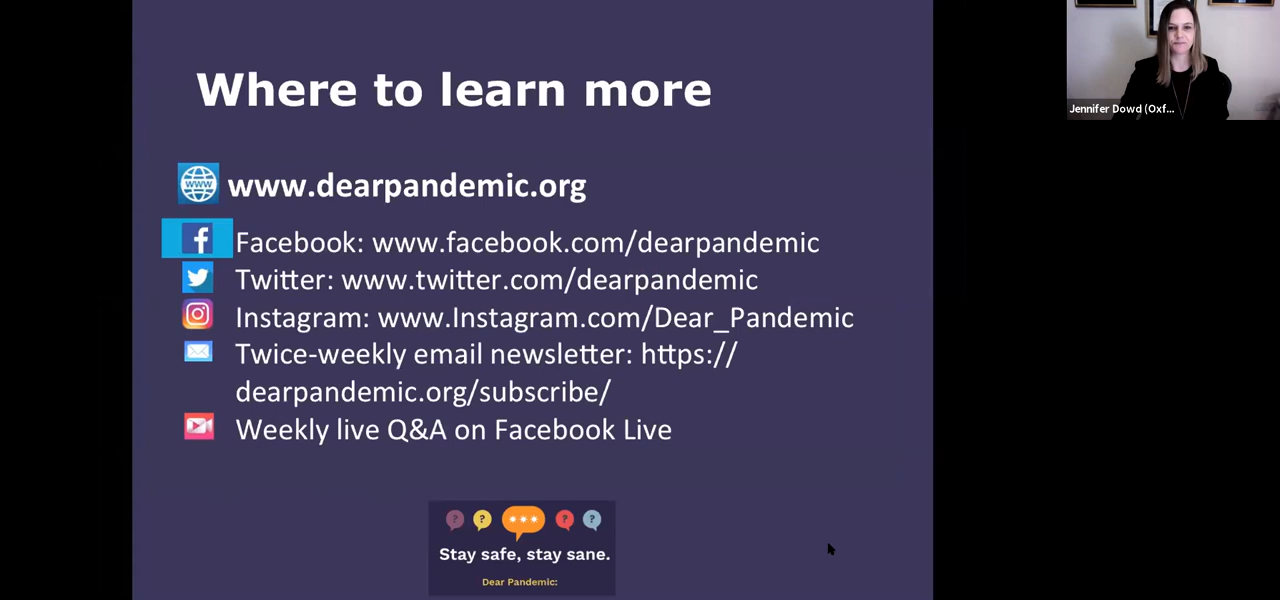 Where to learn more
www.dearpandemic.org
Facebook: www.facebook.com/dearpandemic
Twitter: www.twitter.com/dearpandemic
Instagram: www.Instagram.com/Dear_Pandemic
Twice-weekly email newsletter: https://
dearpandemic.org/subscribe/
Weekly live Q&A on Facebook Live
Stay safe, stay sane.
Dear Pandemic:
Jennifer Dowd (Oxf...